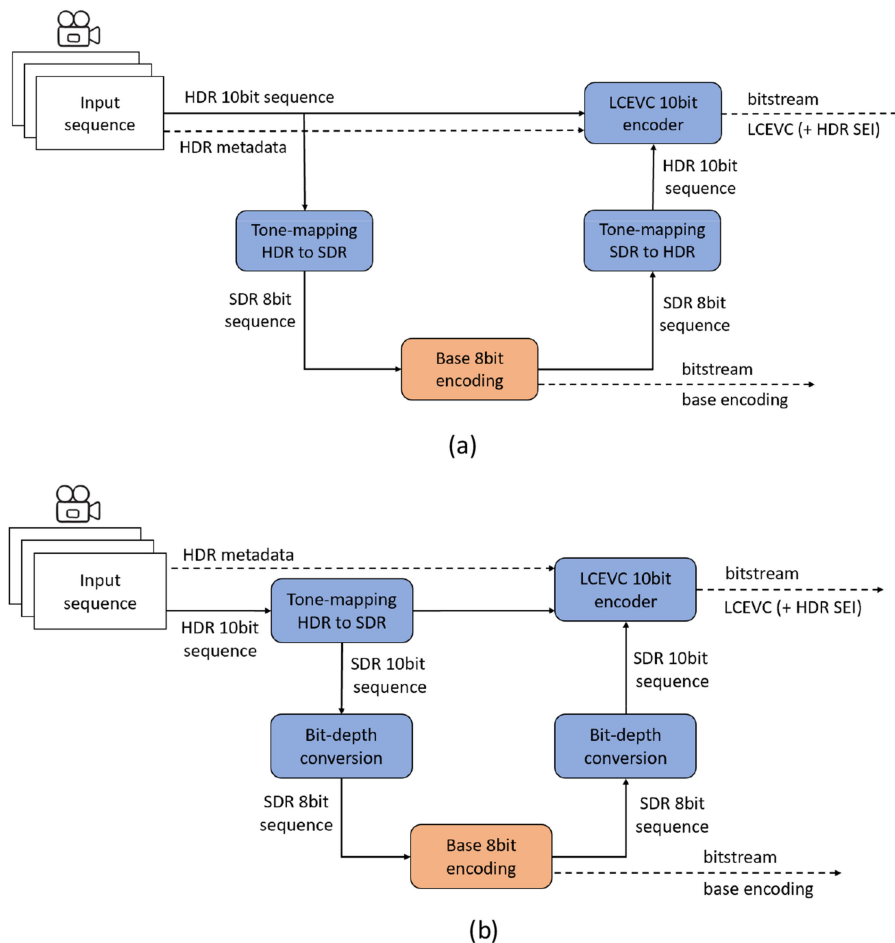 Input
sequence
HDR 10bit sequence
HDR metadata
LCEVC 10bit
encoder
bitstream
LCEVC (+ HDR SEI)
HDR 10bit
sequence
Tone-mapping
HDR to SDR
Tone-mapping
SDR to HDR
SDR 8bit
sequence
SDR 8bit
sequence
Base 8bit
encoding
bitstream
base encoding
(a)
Input
sequence
HDR metadata
HDR 10bit
sequence
Tone-mapping
HDR to SDR
LCEVC 10bit
encoder
bitstream
LCEVC (+ HDR SEI)
SDR 10bit
sequence
SDR 10bit
sequence
Bit-depth
conversion
Bit-depth
conversion
SDR 8bit
sequence
SDR 8bit
sequence
Base 8bit
encoding
bitstream
base encoding
(b)